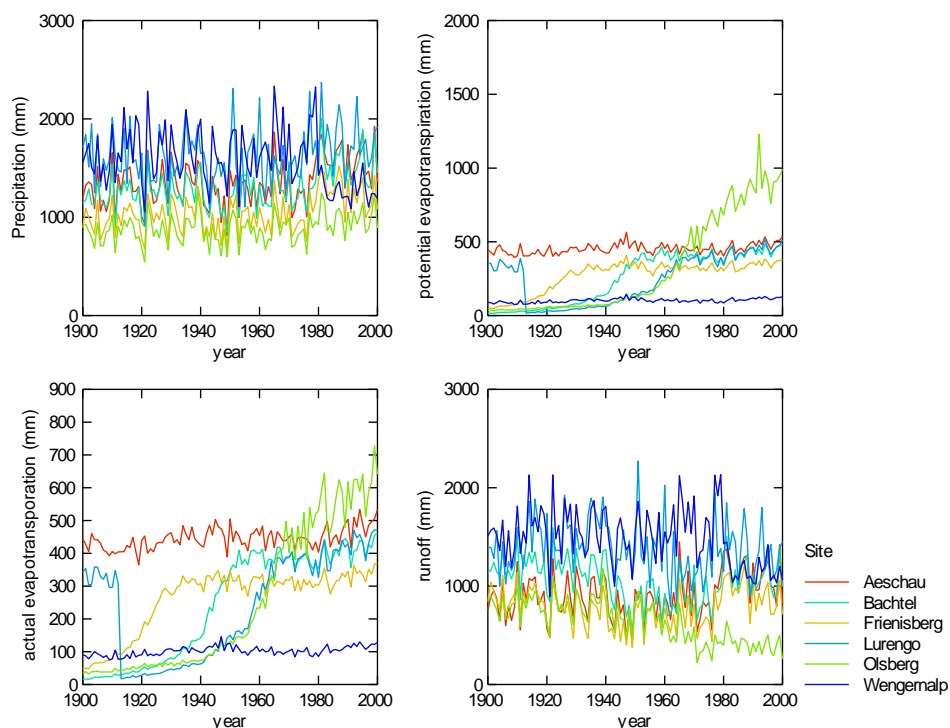 3000
2000
1000
0
Precipitation (mm)
1900 1920 1940 1960 1980 2000
year
2000
1500
1000
500
0
potential evapotranspiration (mm)
1900 1920 1940 1960 1980 2000
year
900
800
700
600
500
400
300
200
100
0
actual evapotransporation (mm)
1900 1920 1940 1960 1980 2000
year
3000
2000
1000
0
runoff (mm)
1900 1920 1940 1960 1980 2000
year
Site
Aeschau
Bachtel
Frienisberg
Lurengo
Olsberg
Wengernalp